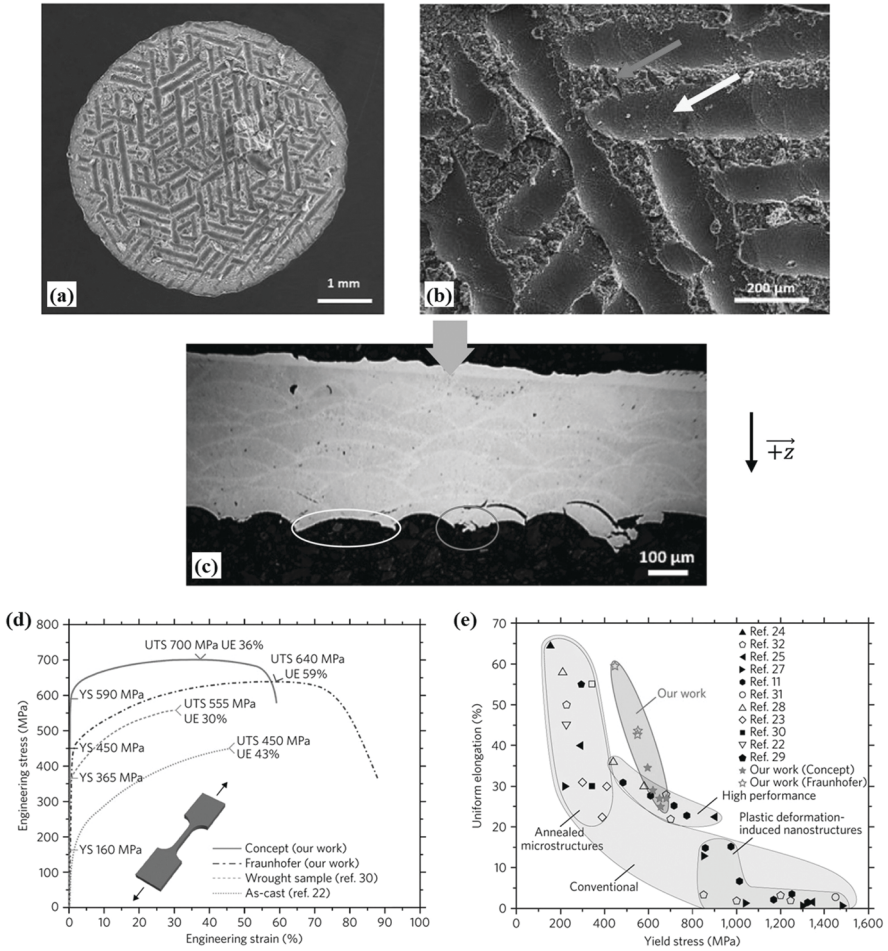 (a)
1 mm
(b)
200 μm
(c)
100 μm
+z
(d)
800
700
600
500
400
300
200
100
0
Engineering stress (MPa)
UTS 700 MPa UE 36%
UTS 640 MPa
UE 59%
YS 590 MPa
UTS 555 MPa
UE 30%
YS 450 MPa
UTS 450 MPa
UE 43%
YS 365 MPa
YS 160 MPa
Concept (our work)
Fraunhofer (our work)
Wrought sample (ref. 30)
As-cast (ref. 22)
0 10 20 30 40 50 60 70 80 90 100
Engineering strain (%)
(e)
70
60
50
40
30
20
10
0
Uniform elongation (%)
Ref. 24
Ref. 32
Ref. 25
Ref. 27
Ref. 11
Ref. 31
Ref. 28
Ref. 23
Ref. 30
Ref. 22
Ref. 29
Our work (Concept)
Our work (Fraunhofer)
Our work
High performance
Plastic deformation-
induced nanostructures
Annealed
microstructures
Conventional
0 200 400 600 800 1,000 1,200 1,400 1,600
Yield stress (MPa)